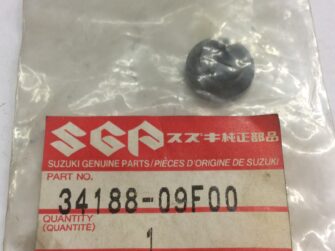 SGP スズキ純正部品
SUZUKI GENUINE PARTS/PIÈCES D'ORIGINE DE SUZUKI
PART NO.
34188-09F00
QUANTITY
(QUANTITÉ)
1